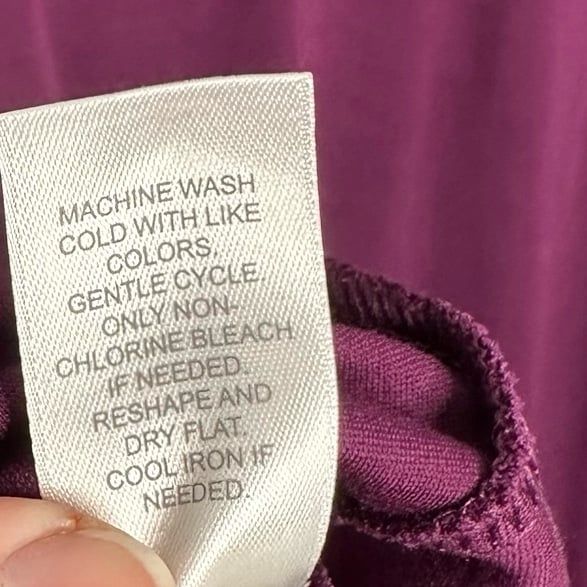 MACHINE WASH
COLD WITH LIKE
COLORS,
GENTLE CYCLE.
ONLY NON-
CHLORINE BLEACH
IF NEEDED.
RESHAPE AND
DRY FLAT.
COOL IRON IF
NEEDED.